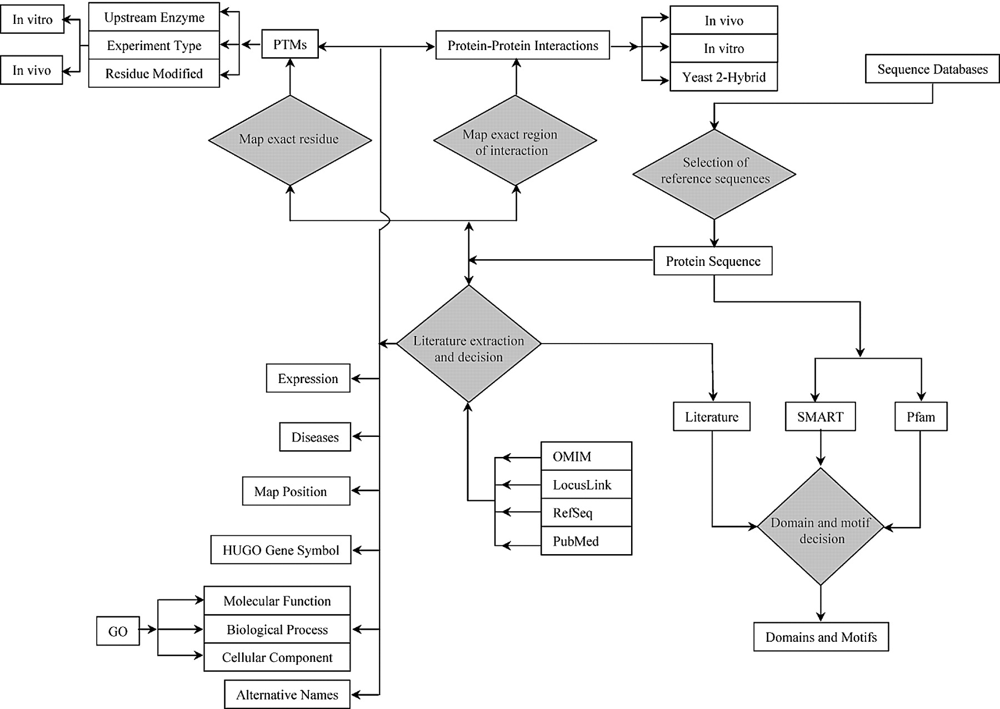 In vitro
Upstream Enzyme
Experiment Type
Residue Modified
In vivo
PTMs
Protein-Protein Interactions
In vivo
In vitro
Yeast 2-Hybrid
Sequence Databases
Map exact residue
Map exact region
of interaction
Selection of
reference sequences
Protein Sequence
Literature extraction
and decision
Expression
Diseases
Map Position
HUGO Gene Symbol
GO
Molecular Function
Biological Process
Cellular Component
Alternative Names
OMIM
LocusLink
RefSeq
PubMed
Literature
SMART
Pfam
Domain and motif
decision
Domains and Motifs